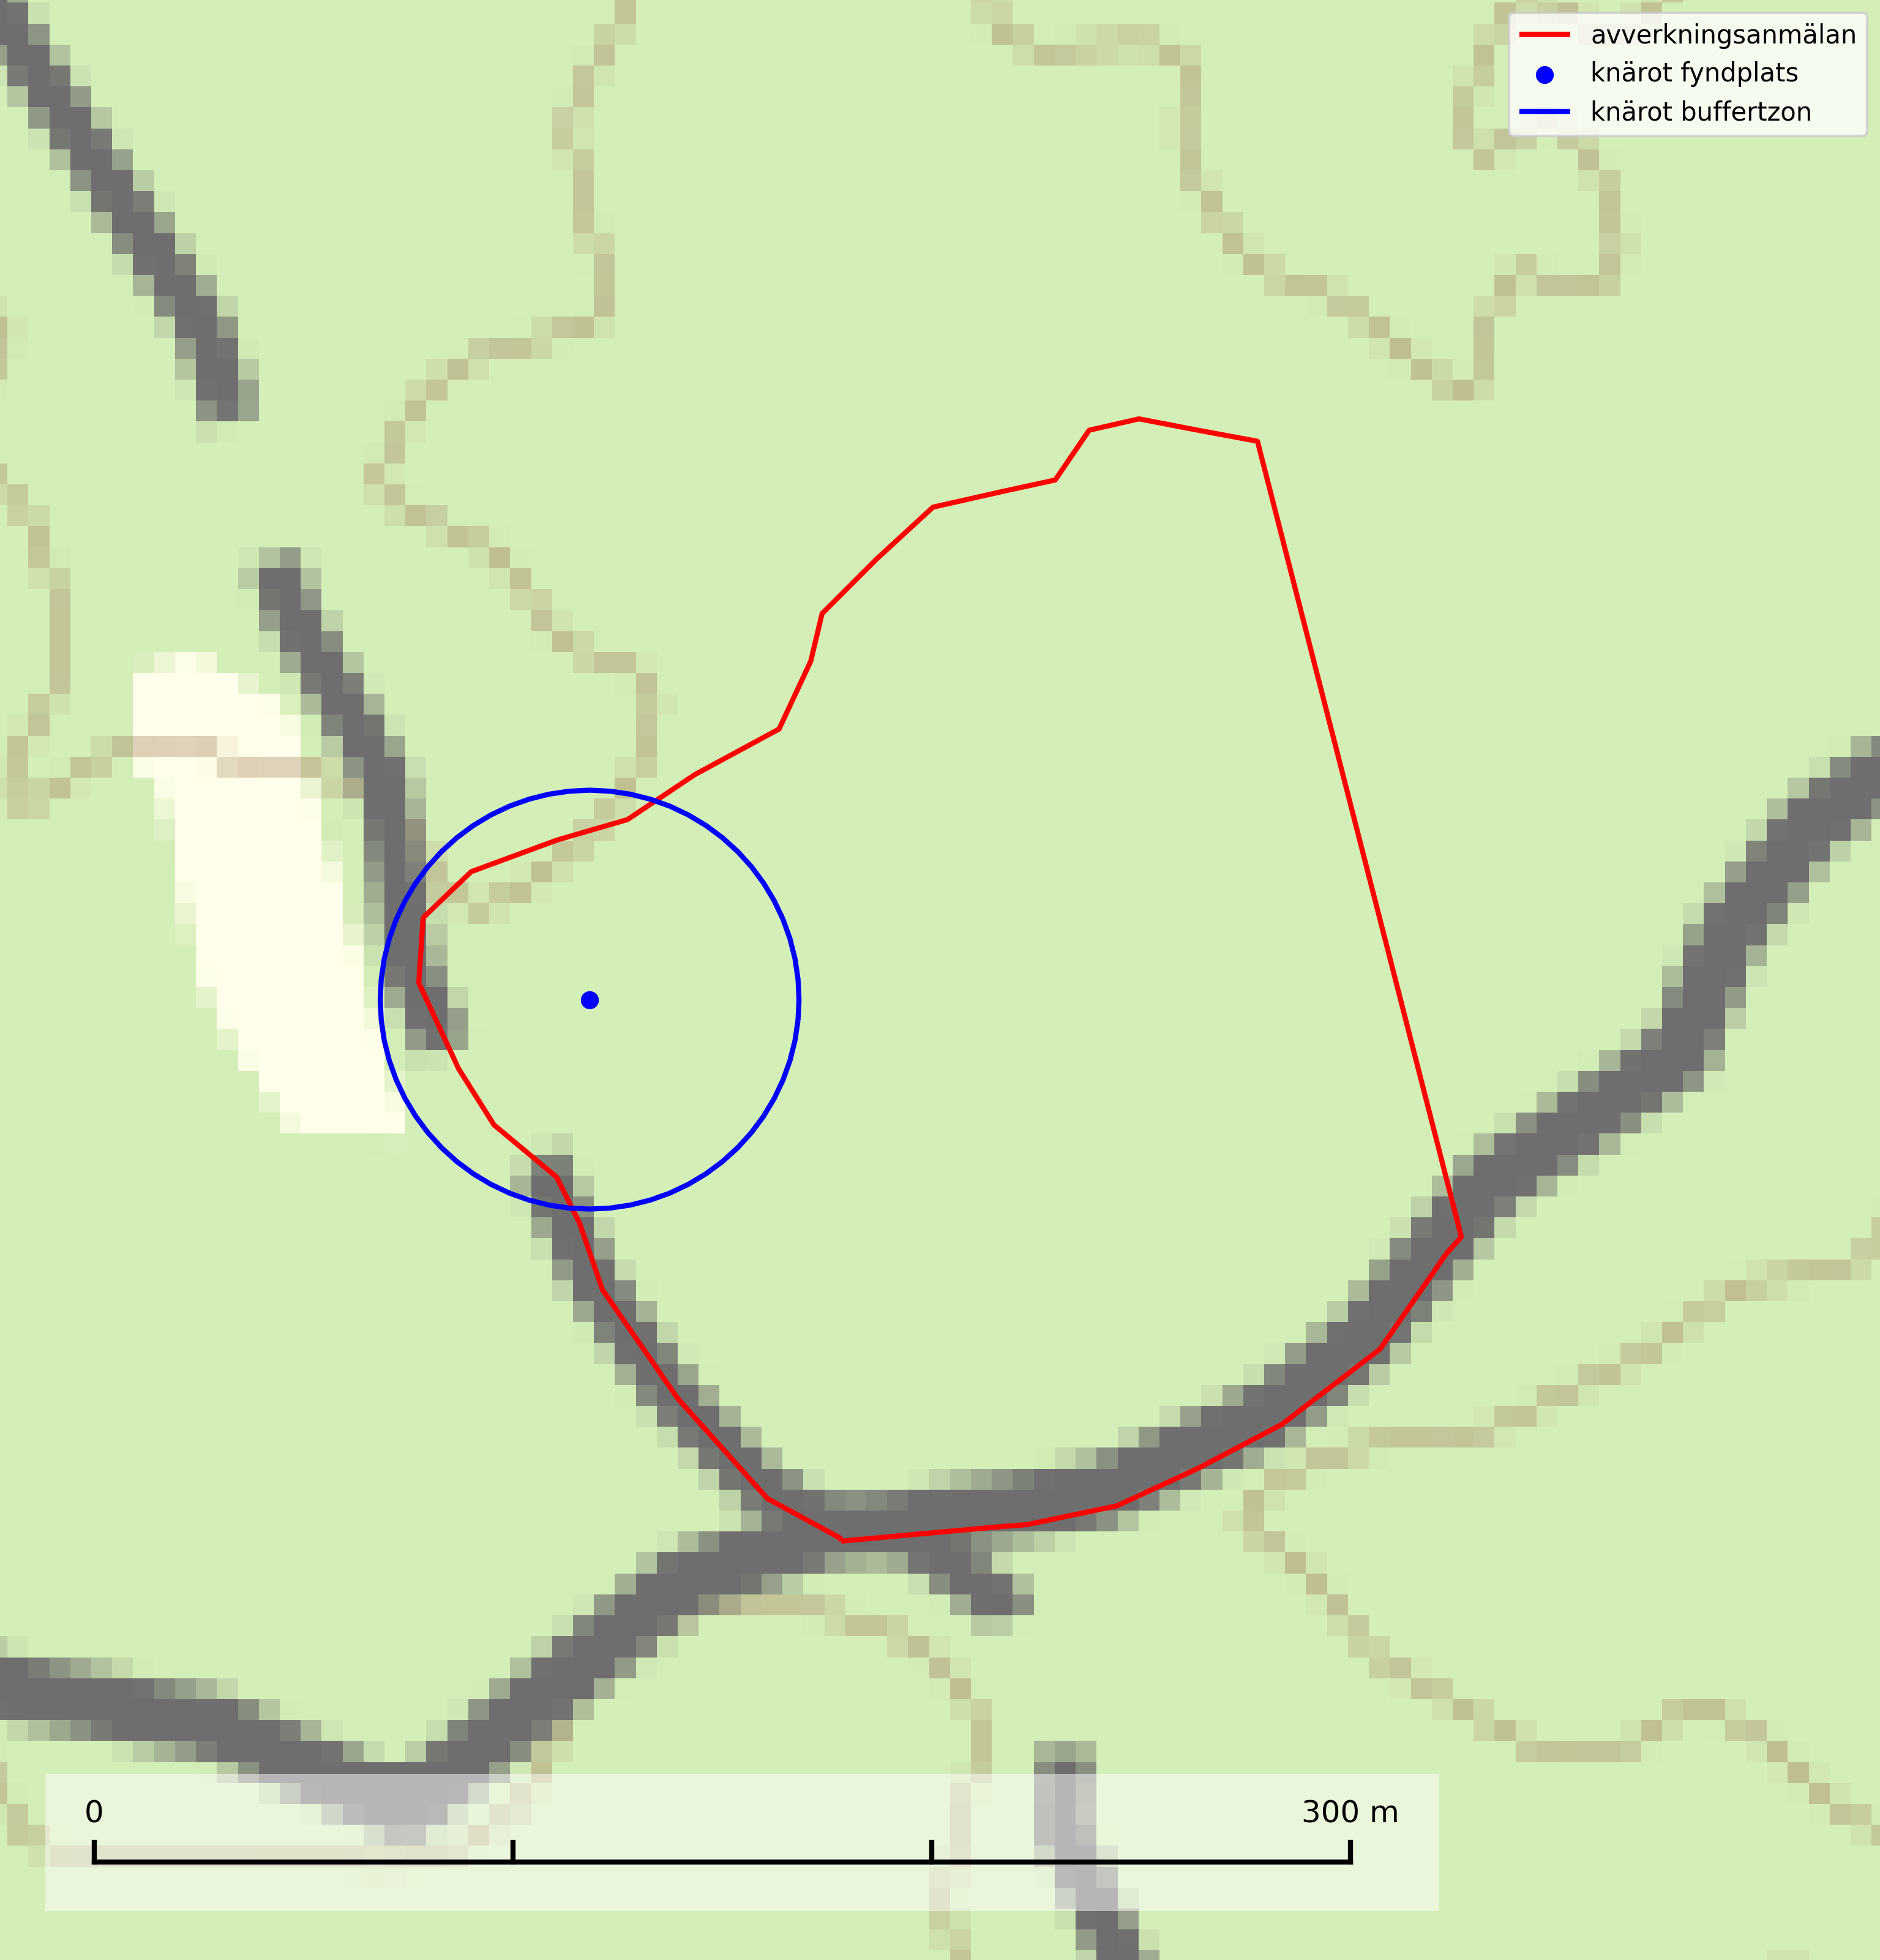 avverkningsanmälan
knärot fyndplats
knärot buffertzon
0 300 m